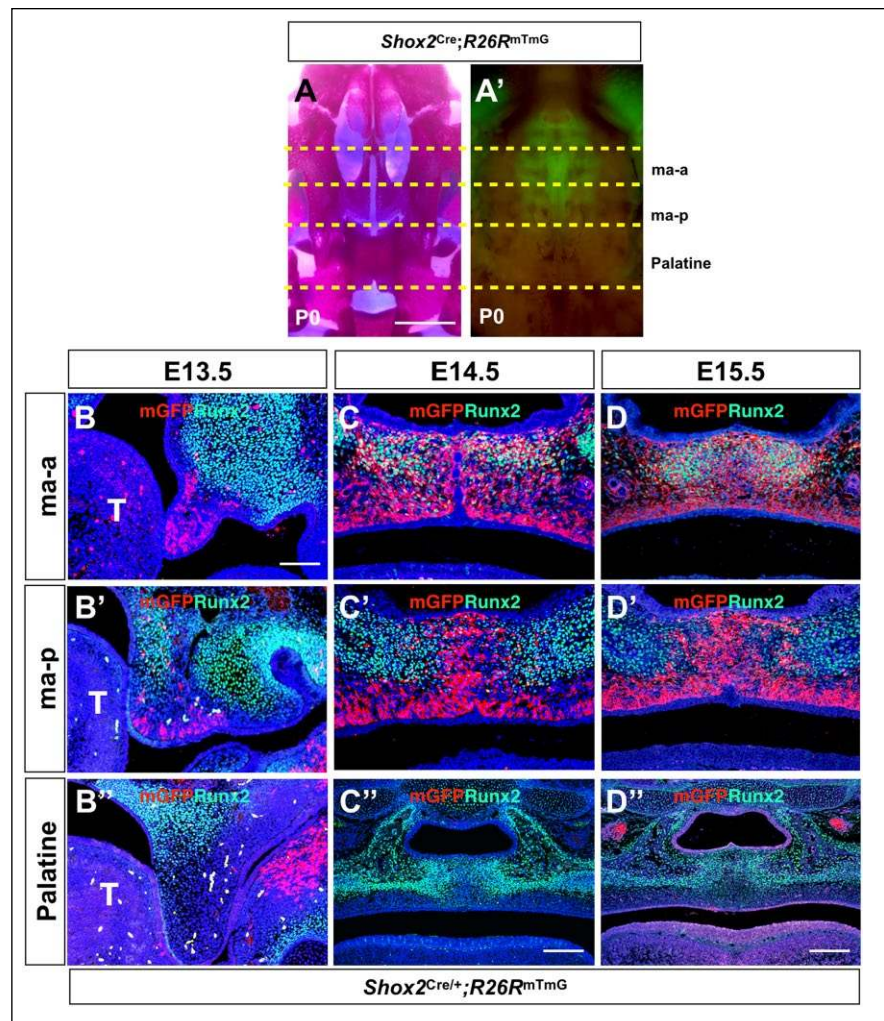 Shox2Cre;R26RmTmG
A
A’
ma-a
ma-p
Palatine
P0
P0
E13.5
E14.5
E15.5
ma-a
B
mGFPRunx2
T
C
mGFPRunx2
D
mGFPRunx2
ma-p
B’
mGFPRunx2
T
C’
mGFPRunx2
D’
mGFPRunx2
Palatine
B’’
mGFPRunx2
T
C’’
mGFPRunx2
D’’
mGFPRunx2
Shox2Cre/+;R26RmTmG